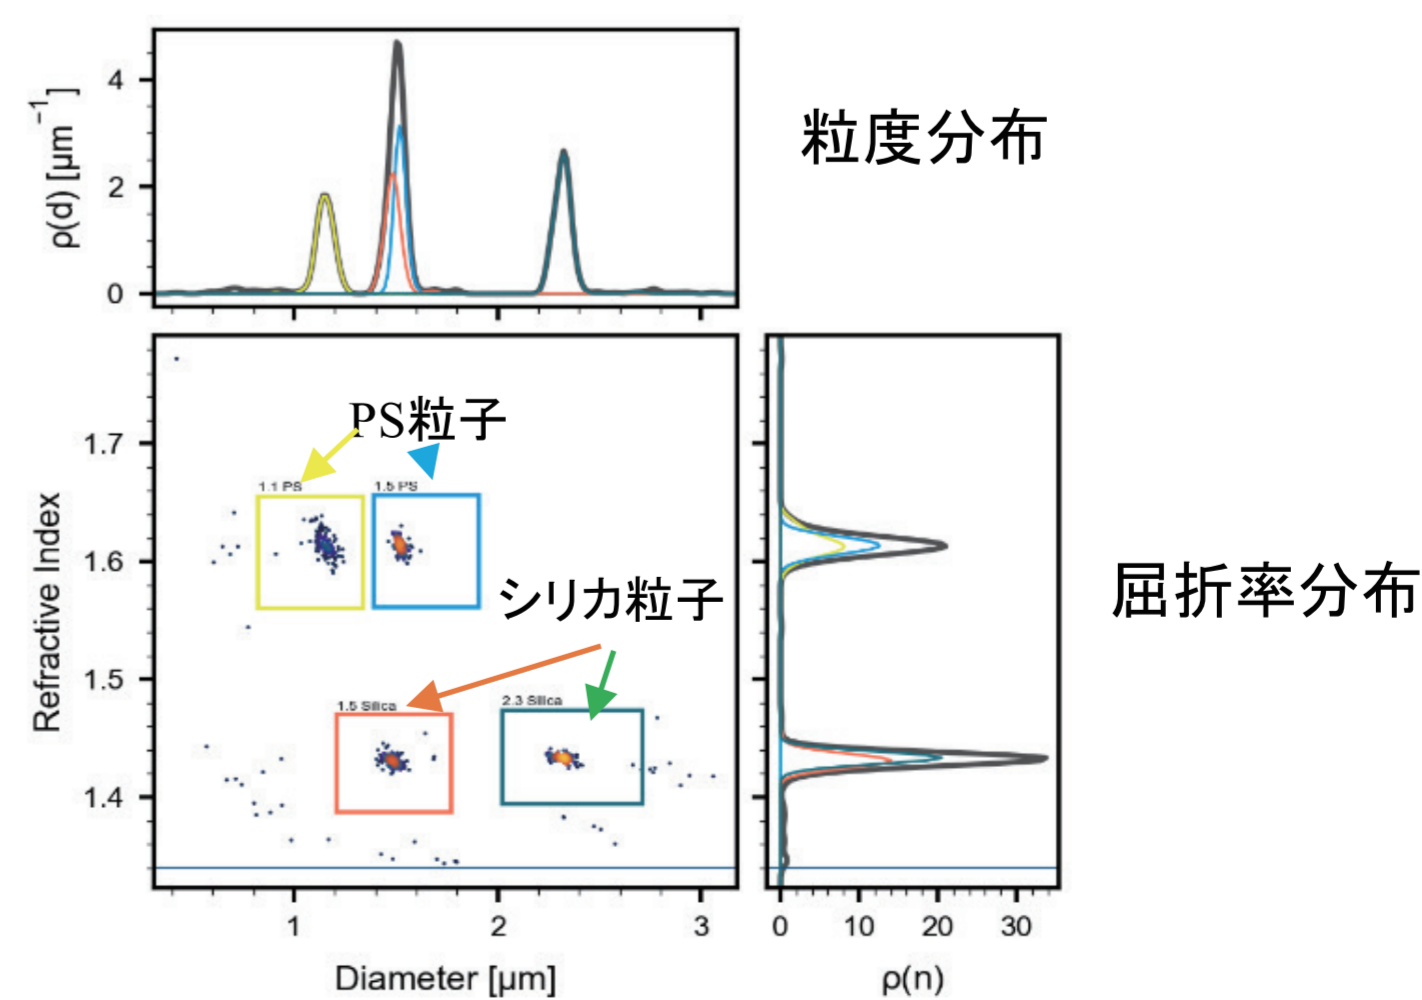 4
2
0
ρ(d) [μm⁻¹]
粒度分布
1.7
1.6
1.5
1.4
Refractive Index
PS粒子
1.1 PS
1.5 PS
シリカ粒子
1.5 Silica
2.3 Silica
屈折率分布
1 2 3
0 10 20 30
Diameter [μm]
ρ(n)